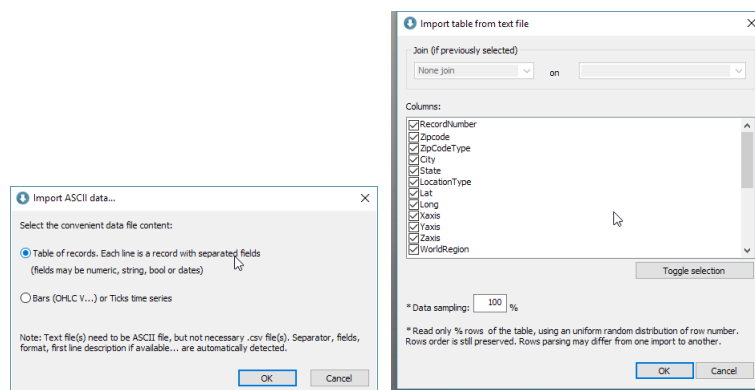 Import ASCII data...
Select the convenient data file content:
Table of records. Each line is a record with separated fields
(fields may be numeric, string, bool or dates)
Bars (OHLC V...) or Ticks time series
Note: Text file(s) need to be ASCII file, but not necessary .csv file(s). Separator, fields,
format, first line description if available... are automatically detected.
OK
Cancel
Import table from text file
Join (if previously selected)
None join
on
Columns:
RecordNumber
Zipcode
ZipCodeType
City
State
LocationType
Lat
Long
Xaxis
Yaxis
Zaxis
WorldRegion
Toggle selection
* Data sampling: 100 %
* Read only % rows of the table, using an uniform random distribution of row number.
Rows order is still preserved. Rows parsing may differ from one import to another.
OK
Cancel